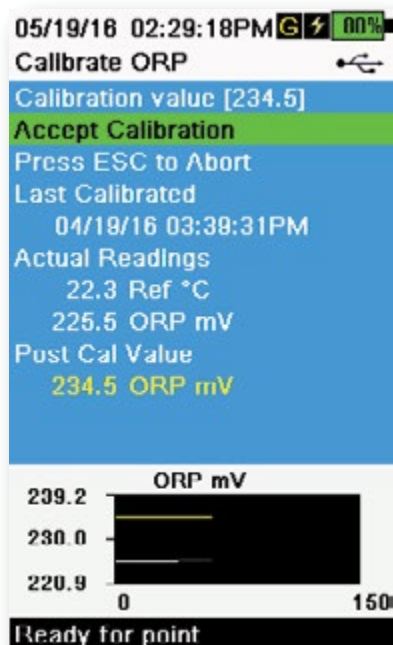 05/19/16 02:29:18PM G 00%
Calibrate ORP
Calibration value [234.5]
Accept Calibration
Press ESC to Abort
Last Calibrated
04/19/16 03:39:31PM
Actual Readings
22.3 Ref °C
225.5 ORP mV
Post Cal Value
234.5 ORP mV
ORP mV
239.2
230.0
220.9
0 150
Ready for point